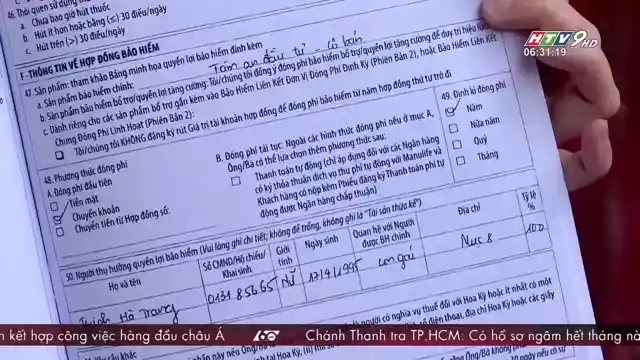 46. Thói quen sử dụng
a. Chưa bao giờ hút thuốc
b. Hút ít hơn hoặc bằng (≤) 30 điếu/ngày
c. Hút trên (>) 30 điếu/ngày
HTV9HD
06:31:19
F - THÔNG TIN VỀ HỢP ĐỒNG BẢO HIỂM
47. Sản phẩm: tham khảo Bảng minh họa quyền lợi bảo hiểm đính kèm
a. Sản phẩm bảo hiểm chính: Tâm an đầu tư - cơ bản
b. Sản phẩm bảo hiểm bổ trợ/quyền lợi tăng cường: Tôi/chúng tôi đồng ý đóng phí bảo hiểm bổ trợ/quyền lợi tăng cường để duy trì hiệu lực
c. Dành riêng cho các sản phẩm bổ trợ gắn kèm vào Bảo Hiểm Liên Kết Đơn Vị Đóng Phí Định Kỳ (Phiên Bản 2), hoặc Bảo Hiểm Liên Kết
Chung Đóng Phí Linh Hoạt (Phiên Bản 2):
Tôi/chúng tôi KHÔNG đăng ký rút Giá trị tài khoản hợp đồng để đóng phí bảo hiểm từ năm hợp đồng thứ tư trở đi
48. Phương thức đóng phí
A. Đóng phí đầu tiên
Tiền mặt
Chuyển khoản
Chuyển tiền từ Hợp đồng số:
B. Đóng phí tái tục: Ngoài các hình thức đóng phí nêu ở mục A,
Ông/Bà có thể lựa chọn thêm phương thức sau:
Thanh toán tự động (chỉ áp dụng đối với các Ngân hàng
có ký thỏa thuận dịch vụ thu phí tự động với Manulife và
Khách hàng có nộp kèm Phiếu đăng ký Thanh toán phí tự
động được Ngân hàng chấp thuận)
49. Định kì đóng phí
Năm
Nửa năm
Quý
Tháng
50. Người thụ hưởng quyền lợi bảo hiểm (Vui lòng ghi chi tiết; không để trống, không ghi là "Tài sản thừa kế")
Họ và tên
Số CMND/Hộ chiếu/
Khai sinh
Giới
tính
Ngày sinh
Quan hệ với Người
được BH chính
Địa chỉ
Tỷ lệ
%
Trịnh Hà Trang
013185665
nữ
17/4/1995
con gái
Mục 8
100
n kết hợp công việc hàng đầu châu Á
60
Chánh Thanh tra TP.HCM: Có hồ sơ ngâm hết tháng nà